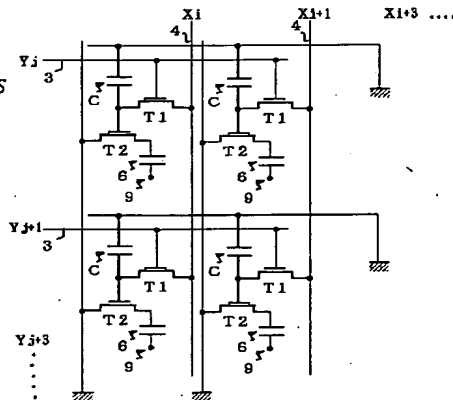 Xi Xi+1 Xi+3 ....
4 4
Yj
3
C T1 C T1
T2 T2
6 6
9 9
Yj+1
3
C T1 C T1
T2 T2
6 6
9 9
Yj+3